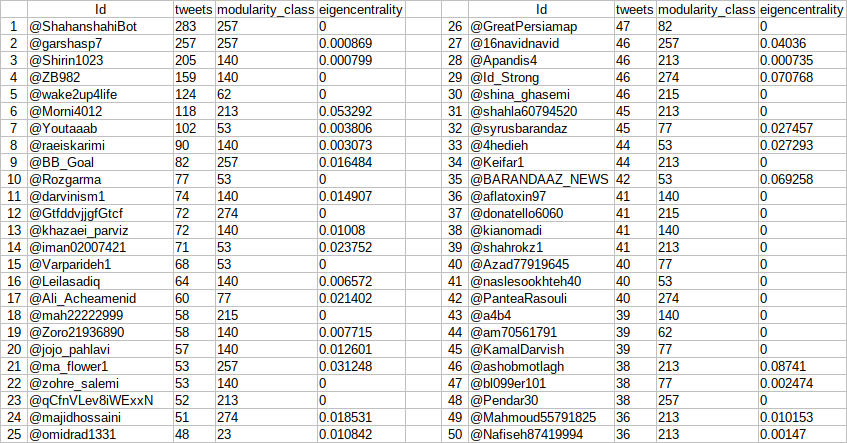 Id tweets modularity_class eigencentrality Id tweets modularity_class eigencentrality
1 @ShahanshahiBot 283 257 0 26 @GreatPersiamap 47 82 0
2 @garshasp7 257 257 0.000869 27 @16navidnavid 46 257 0.04036
3 @Shirin1023 205 140 0.000799 28 @Apandis4 46 213 0.000735
4 @ZB982 159 140 0 29 @Id_Strong 46 274 0.070768
5 @wake2up4life 124 62 0 30 @shina_ghasemi 46 215 0
6 @Morni4012 118 213 0.053292 31 @shahla60794520 45 213 0
7 @Youtaaab 102 53 0.003806 32 @syrusbarandaz 45 77 0.027457
8 @raeiskarimi 90 140 0.003073 33 @4hedieh 44 53 0.027293
9 @BB_Goal 82 257 0.016484 34 @Keifar1 44 213 0
10 @Rozgarma 77 53 0 35 @BARANDAAZ_NEWS 42 53 0.069258
11 @darvinism1 74 140 0.014907 36 @aflatoxin97 41 140 0
12 @GtfddvjjgfGtcf 72 274 0 37 @donatello6060 41 215 0
13 @khazaei_parviz 72 140 0.01008 38 @kianomadi 41 140 0
14 @iman02007421 71 53 0.023752 39 @shahrokz1 41 213 0
15 @Varparideh1 68 53 0 40 @Azad77919645 40 77 0
16 @Leilasadiq 64 140 0.006572 41 @naslesookhteh40 40 53 0
17 @Ali_Acheamenid 60 77 0.021402 42 @PanteaRasouli 40 274 0
18 @mah22222999 58 215 0 43 @a4b4 39 140 0
19 @Zoro21936890 58 140 0.007715 44 @am70561791 39 62 0
20 @jojo_pahlavi 57 140 0.012601 45 @KamalDarvish 39 77 0
21 @ma_flower1 53 257 0.031248 46 @ashobmotlagh 38 213 0.08741
22 @zohre_salemi 53 140 0 47 @bl099er101 38 77 0.002474
23 @qCfnVLev8iWExxN 52 213 0 48 @Pendar30 38 257 0
24 @majidhossaini 51 274 0.018531 49 @Mahmoud55791825 36 213 0.010153
25 @omidrad1331 48 23 0.010842 50 @Nafiseh87419994 36 213 0.00147